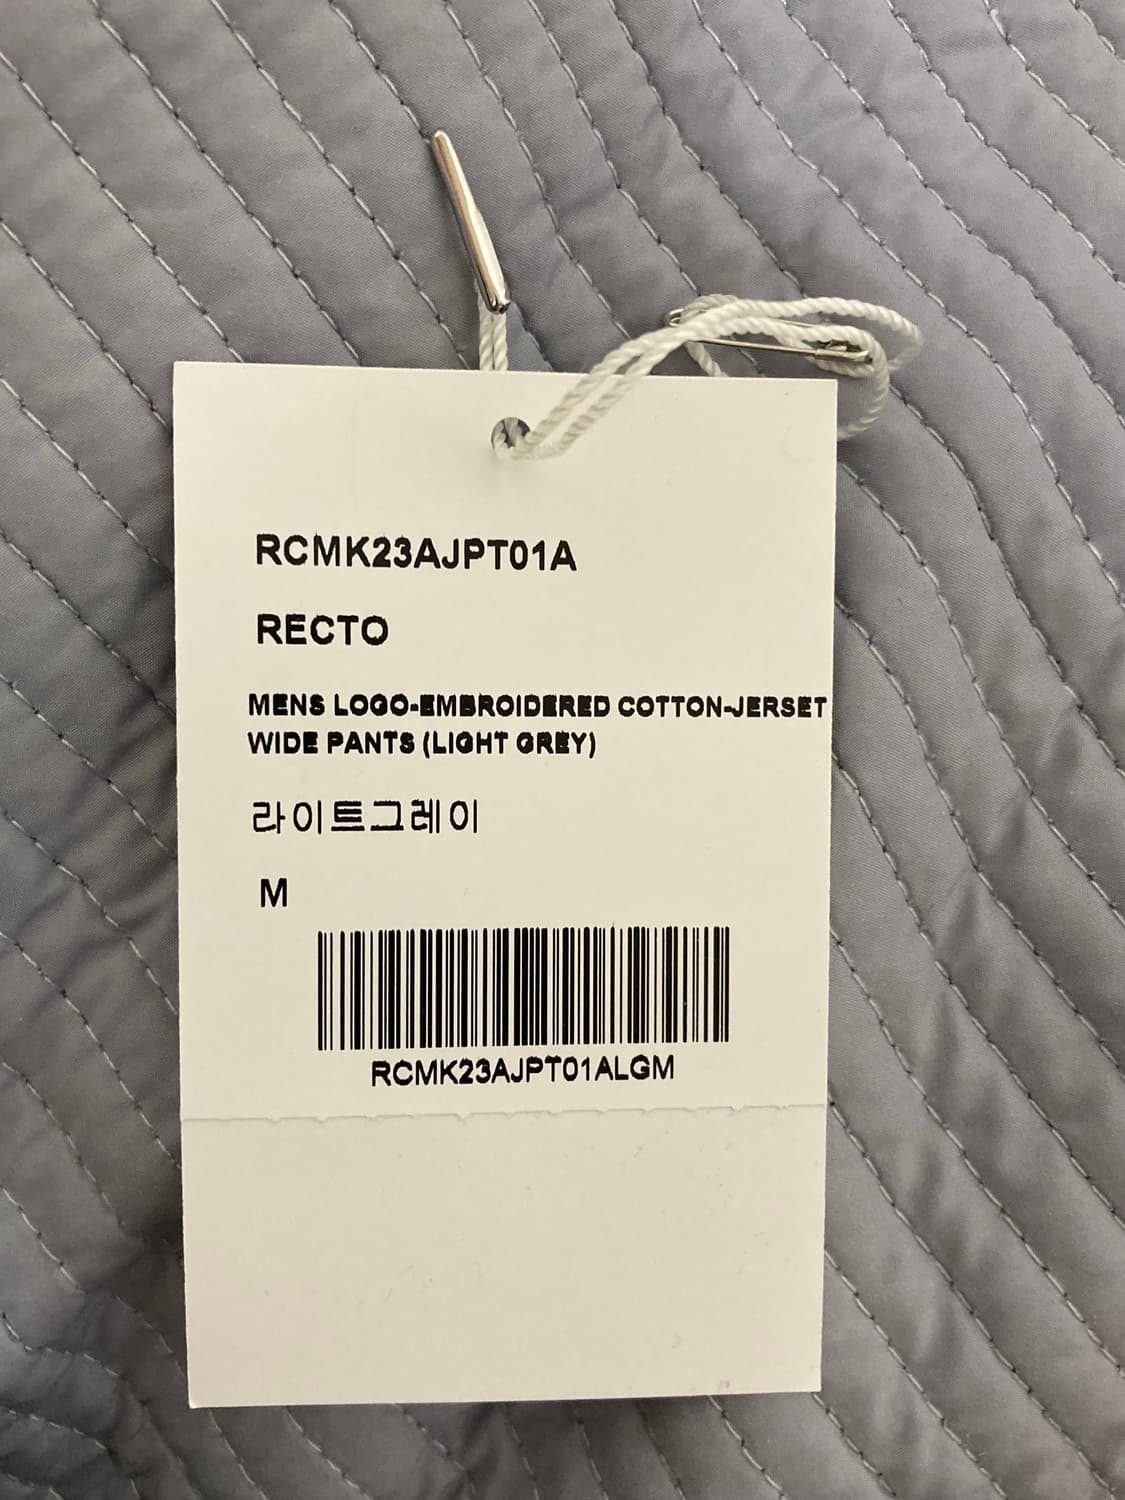 RCMK23AJPT01A
RECTO
MENS LOGO-EMBROIDERED COTTON-JERSET
WIDE PANTS (LIGHT GREY)
라이트그레이
M
RCMK23AJPT01ALGM